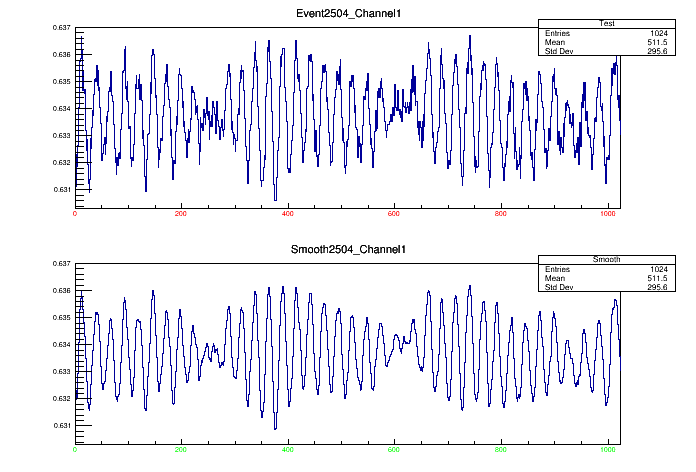 Event2504_Channel1
Test
Entries 1024
Mean 511.5
Std Dev 295.6
0.637
0.636
0.635
0.634
0.633
0.632
0.631
0 200 400 600 800 1000
Smooth2504_Channel1
Smooth
Entries 1024
Mean 511.5
Std Dev 295.6
0.637
0.636
0.635
0.634
0.633
0.632
0.631
0 200 400 600 800 1000